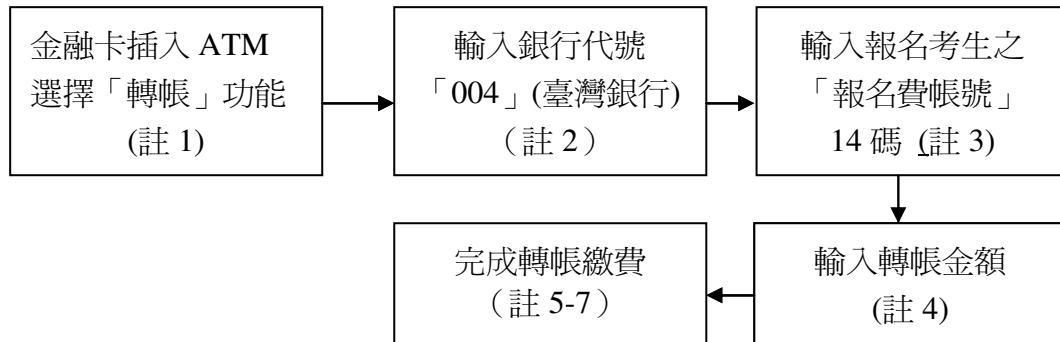 金融卡插入 ATM
選擇「轉帳」功能
(註 1)
輸入銀行代號
「004」(臺灣銀行)
（註 2）
輸入報名考生之
「報名費帳號」
14 碼 (註 3)
輸入轉帳金額
(註 4)
完成轉帳繳費
（註 5-7）